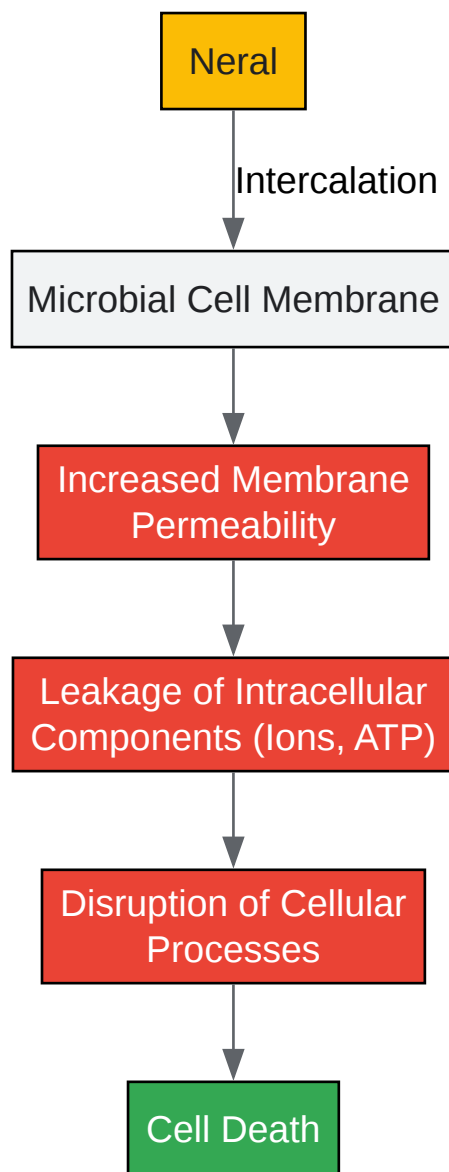 Neral
Intercalation
Microbial Cell Membrane
Increased Membrane
Permeability
Leakage of Intracellular
Components (Ions, ATP)
Disruption of Cellular
Processes
Cell Death